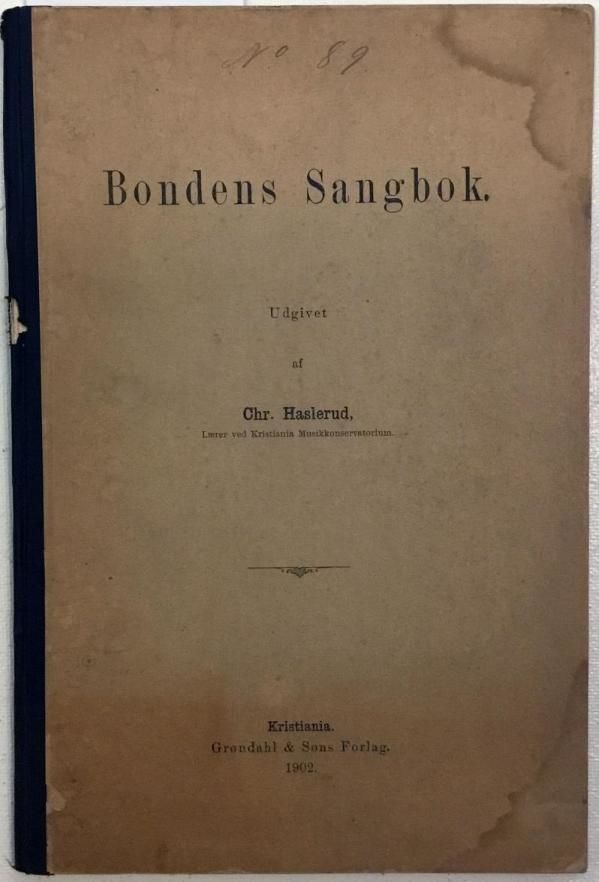 No 89
Bondens Sangbok.
Udgivet
af
Chr. Haslerud,
Lærer ved Kristiania Musikkonservatorium.
Kristiania.
Grøndahl & Søns Forlag.
1902.